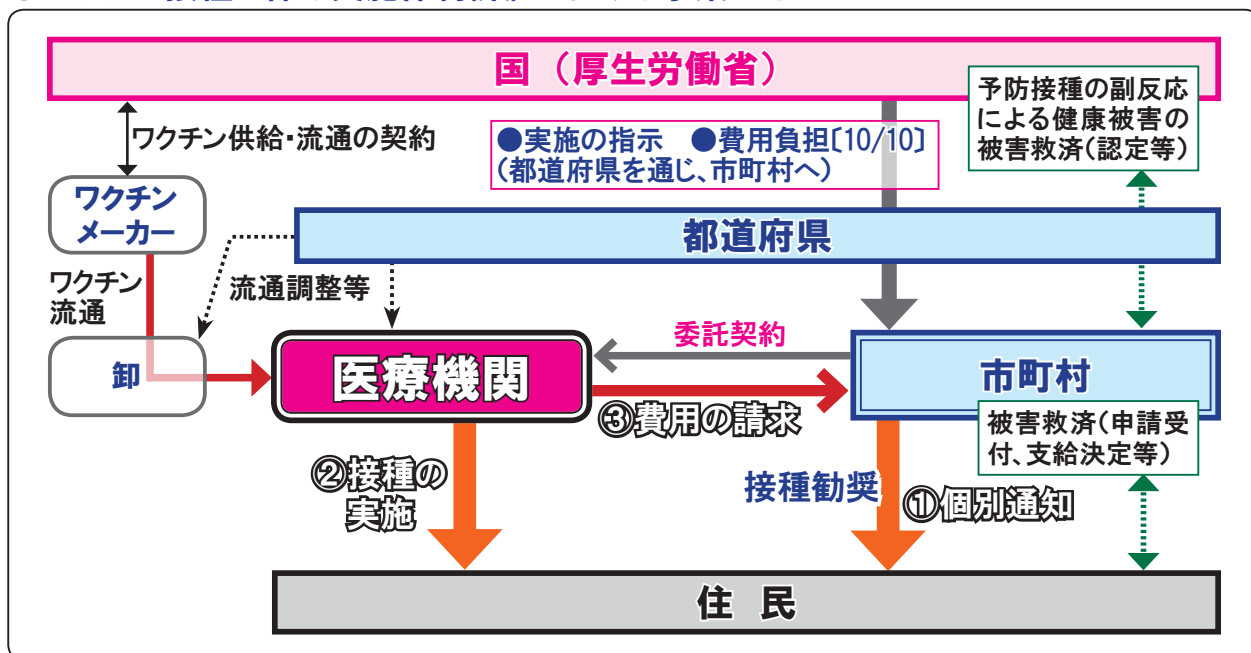 国（厚生労働省）
予防接種の副反応
による健康被害の
被害救済（認定等）
ワクチン供給・流通の契約
●実施の指示　●費用負担〔10/10〕
（都道府県を通じ、市町村へ）
ワクチン
メーカー
都道府県
ワクチン
流通
流通調整等
委託契約
卸
医療機関
市町村
③費用の請求
被害救済（申請受
付、支給決定等）
②接種の
実施
接種勧奨
①個別通知
住民